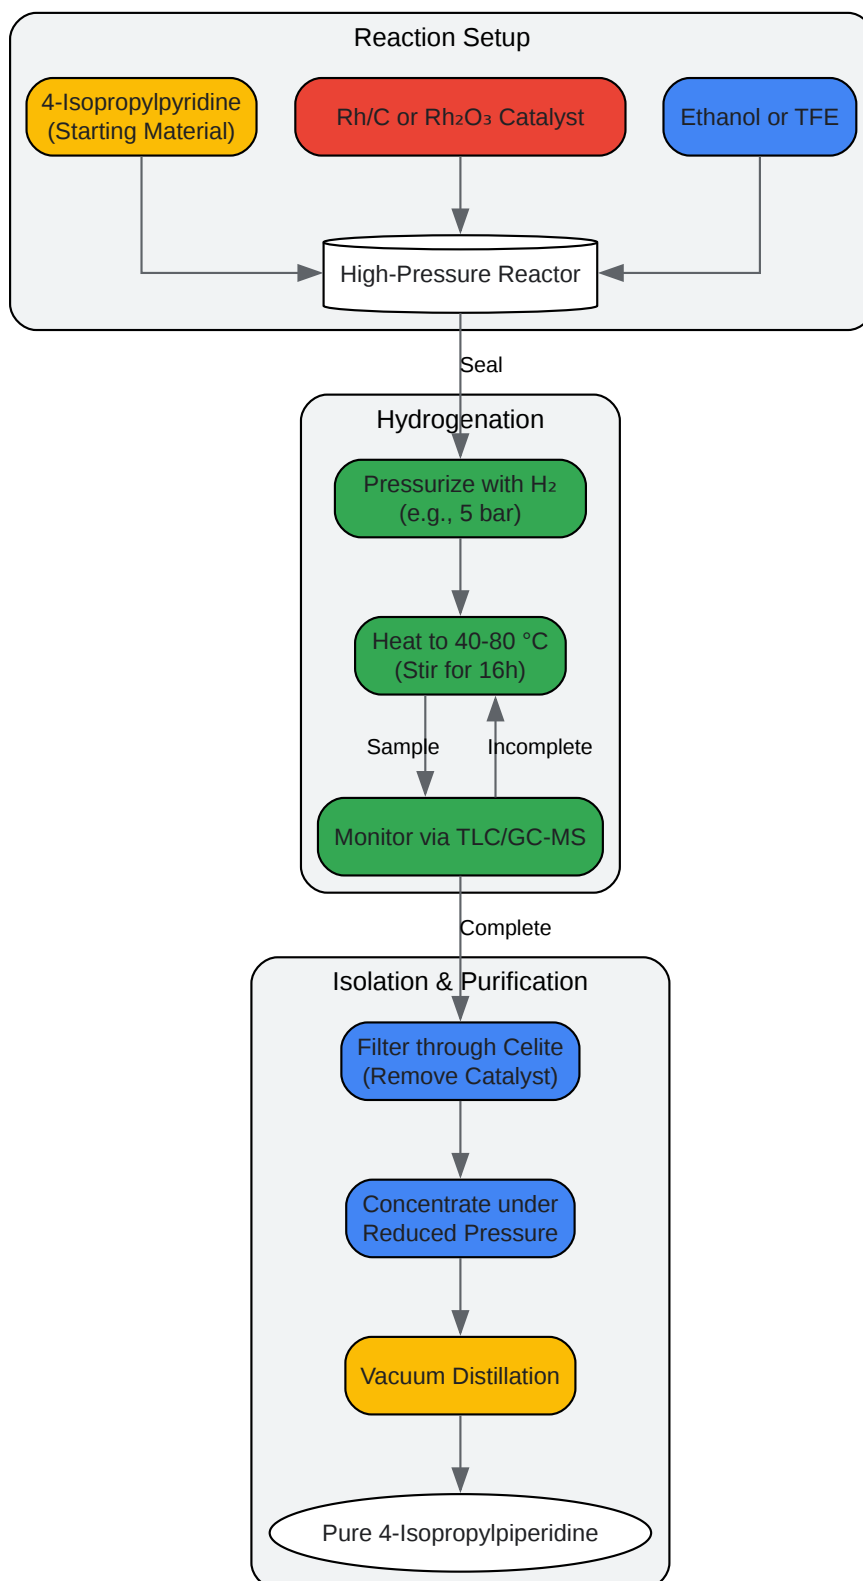 Reaction Setup
4-Isopropylpyridine
(Starting Material)
Rh/C or Rh₂O₃ Catalyst
Ethanol or TFE
High-Pressure Reactor
Seal
Hydrogenation
Pressurize with H₂
(e.g., 5 bar)
Heat to 40-80 °C
(Stir for 16h)
Sample
Incomplete
Monitor via TLC/GC-MS
Complete
Isolation & Purification
Filter through Celite
(Remove Catalyst)
Concentrate under
Reduced Pressure
Vacuum Distillation
Pure 4-Isopropylpiperidine